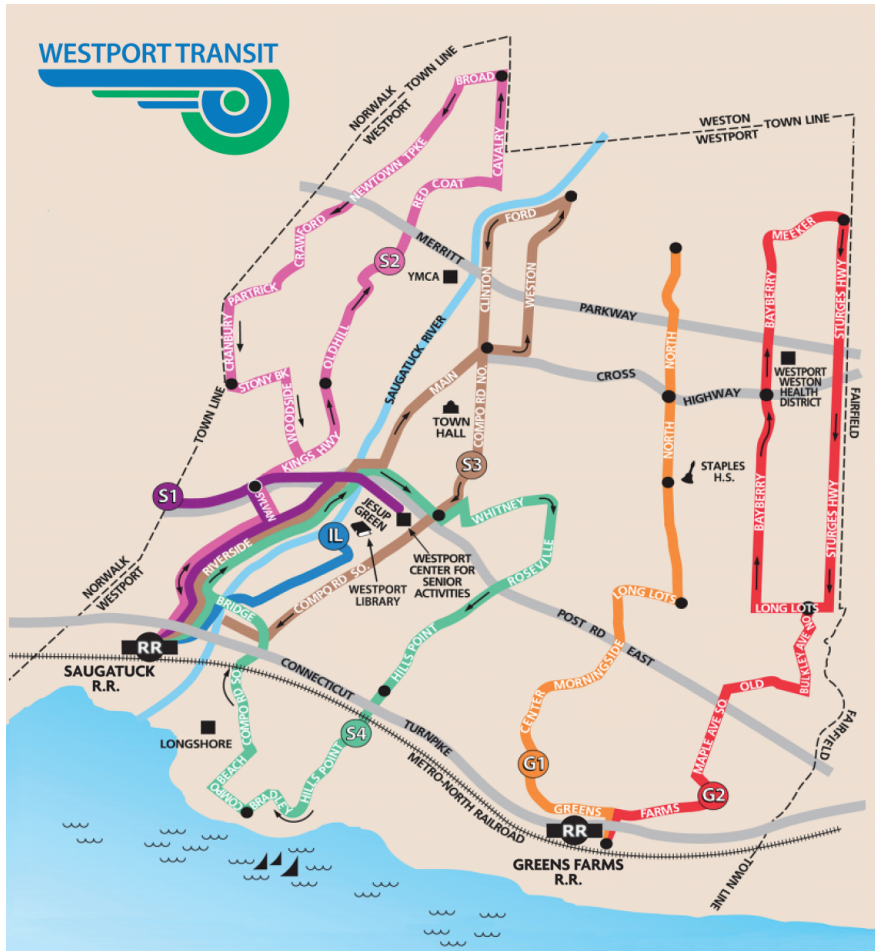 WESTPORT TRANSIT
NORWALK
WESTPORT
TOWN LINE
BROAD
CAVALRY
NEWTOWN TPKE
RED COAT
WESTON
WESTPORT
TOWN LINE
CRAWFORD
PARTRICK
CRANBURY
STONY BK
WOODSIDE
OLDHILL
KINGS HWY
SYLVAN
S2
MERRITT
PARKWAY
YMCA
SAUGATUCK RIVER
FORD
CLINTON
WESTON
MAIN
COMPO RD NO.
TOWN
HALL
CROSS
HIGHWAY
NORTH
NORTH
STAPLES
H.S.
MEEKER
BAYBERRY
BAYBERRY
STURGES HWY
STURGES HWY
WESTPORT
WESTON
HEALTH
DISTRICT
FAIRFIELD
TOWN LINE
S1
S3
JESUP
GREEN
IL
WESTPORT
LIBRARY
WESTPORT
CENTER FOR
SENIOR
ACTIVITIES
WHITNEY
ROSEVILLE
RIVERSIDE
BRIDGE
COMPO RD SO.
NORWALK
WESTPORT
RR
SAUGATUCK
R.R.
CONNECTICUT
TURNPIKE
METRO-NORTH RAILROAD
POST RD
EAST
LONG LOTS
MORNINGSIDE
CENTER
G1
GREENS
FARMS
LONG LOTS
BULKLEY AVE NO.
OLD
MAPLE AVE SO.
G2
FAIRFIELD
TOWN LINE
HILLS POINT
S4
HILLS POINT
BRADLEY
COMPO
BEACH
COMPO RD SO.
LONGSHORE
RR
GREENS FARMS
R.R.